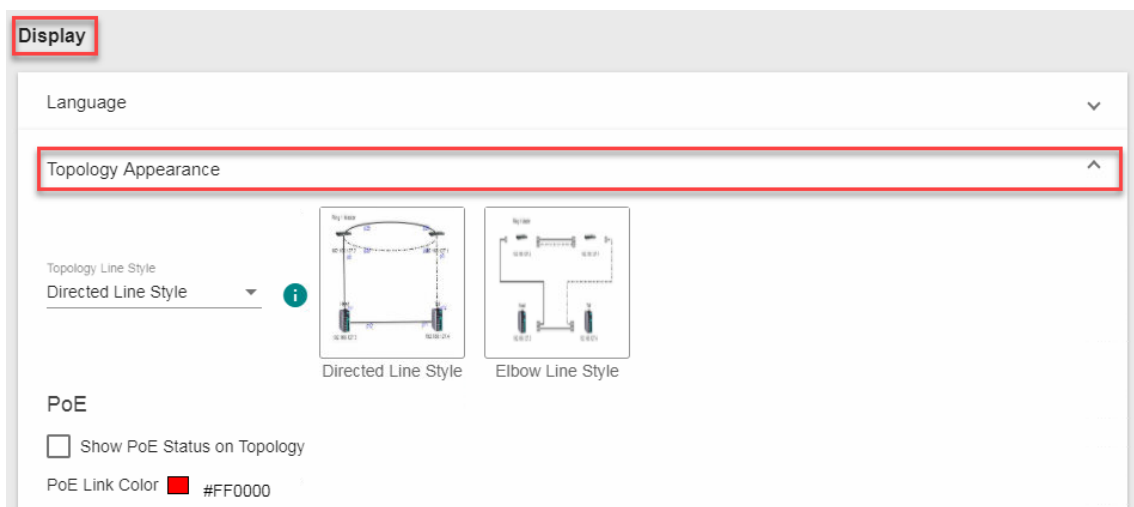 Display
Language
Topology Appearance
Topology Line Style
Directed Line Style
Directed Line Style
Elbow Line Style
PoE
Show PoE Status on Topology
PoE Link Color #FF0000